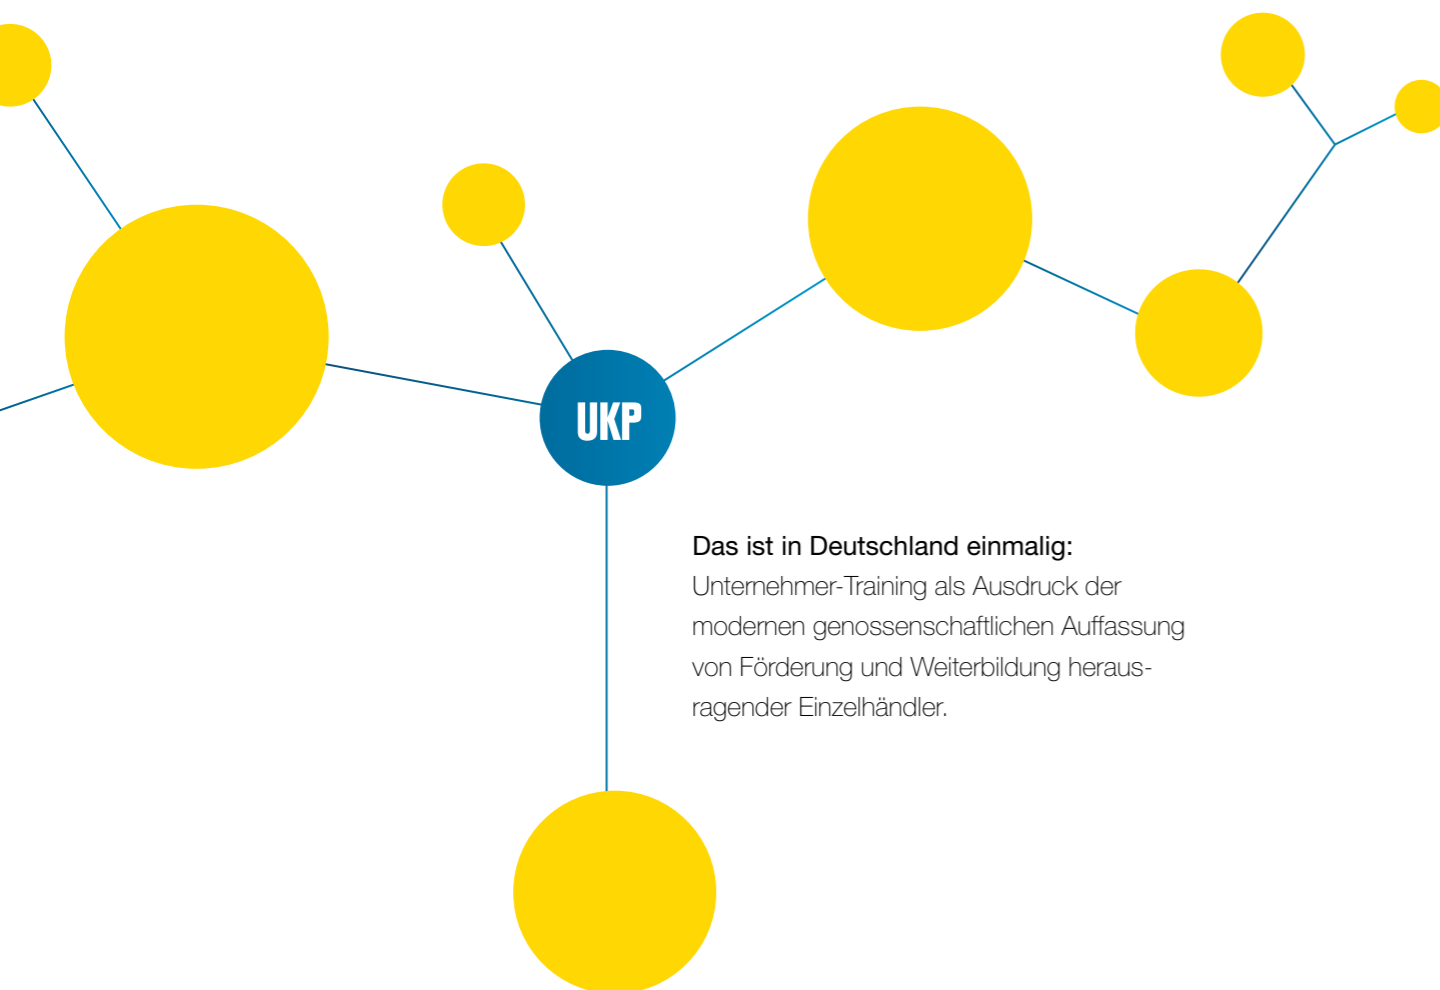 UKP
Das ist in Deutschland einmalig:
Unternehmer-Training als Ausdruck der
modernen genossenschaftlichen Auffassung
von Förderung und Weiterbildung heraus-
ragender Einzelhändler.